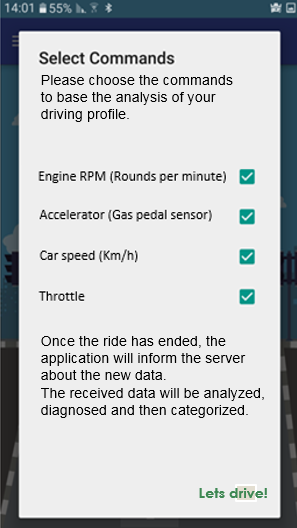 14:01 55%
Select Commands
Please choose the commands
to base the analysis of your
driving profile.
Engine RPM (Rounds per minute)
Accelerator (Gas pedal sensor)
Car speed (Km/h)
Throttle
Once the ride has ended, the
application will inform the server
about the new data.
The received data will be analyzed,
diagnosed and then categorized.
Lets drive!